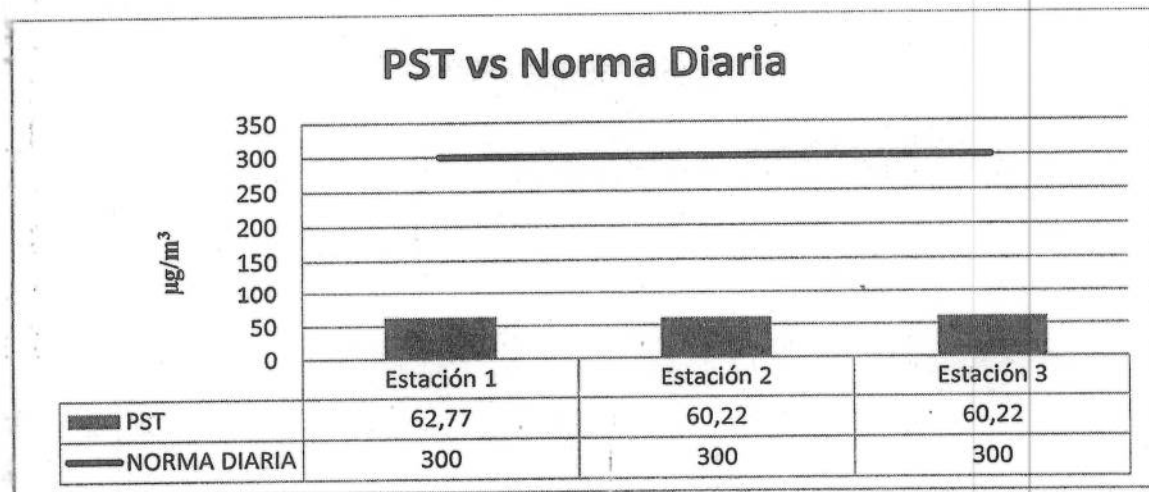 PST vs Norma Diaria
350
300
250
200
150
100
50
0
µg/m³
Estación 1 Estación 2 Estación 3
PST 62,77 60,22 60,22
NORMA DIARIA 300 300 300